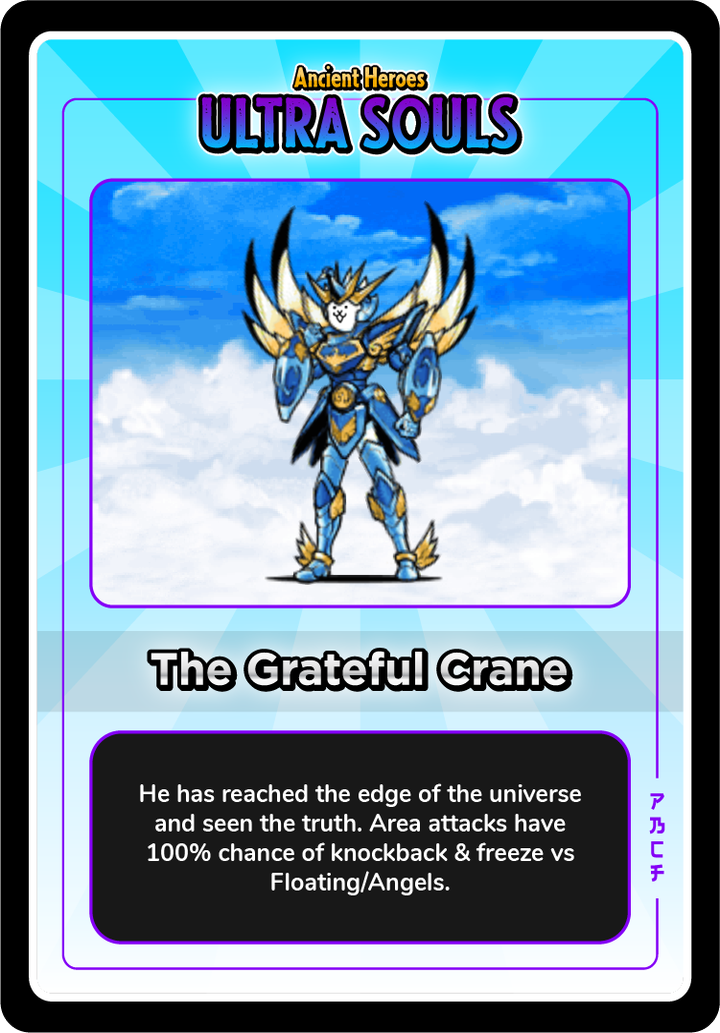 Ancient Heroes
ULTRA SOULS
The Grateful Crane
He has reached the edge of the universe
and seen the truth. Area attacks have
100% chance of knockback & freeze vs
Floating/Angels.
ア
乃
匚
チ